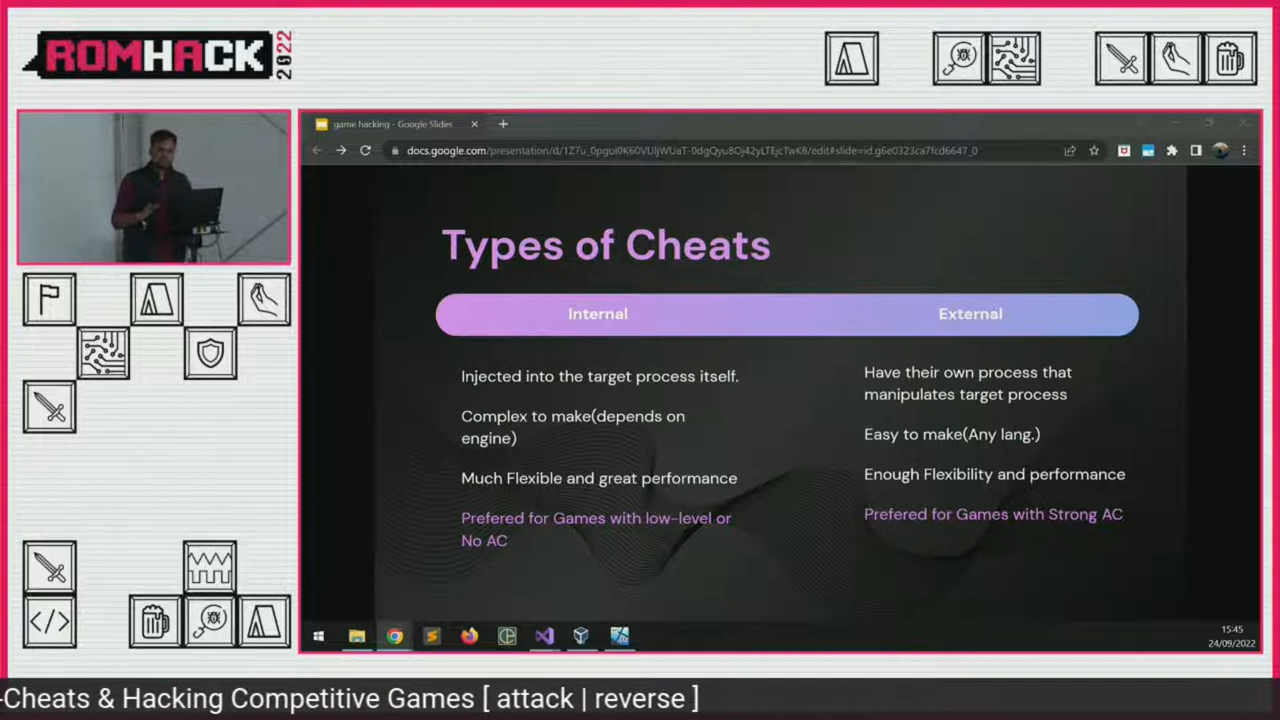 ROMHACK
2022
game hacking - Google Slides
Types of Cheats
Internal
External
Injected into the target process itself.
Complex to make(depends on
engine)
Much Flexible and great performance
Prefered for Games with low-level or
No AC
Have their own process that
manipulates target process
Easy to make(Any lang.)
Enough Flexibility and performance
Prefered for Games with Strong AC
15:45
24/09/2022
</>
-Cheats & Hacking Competitive Games [ attack | reverse ]